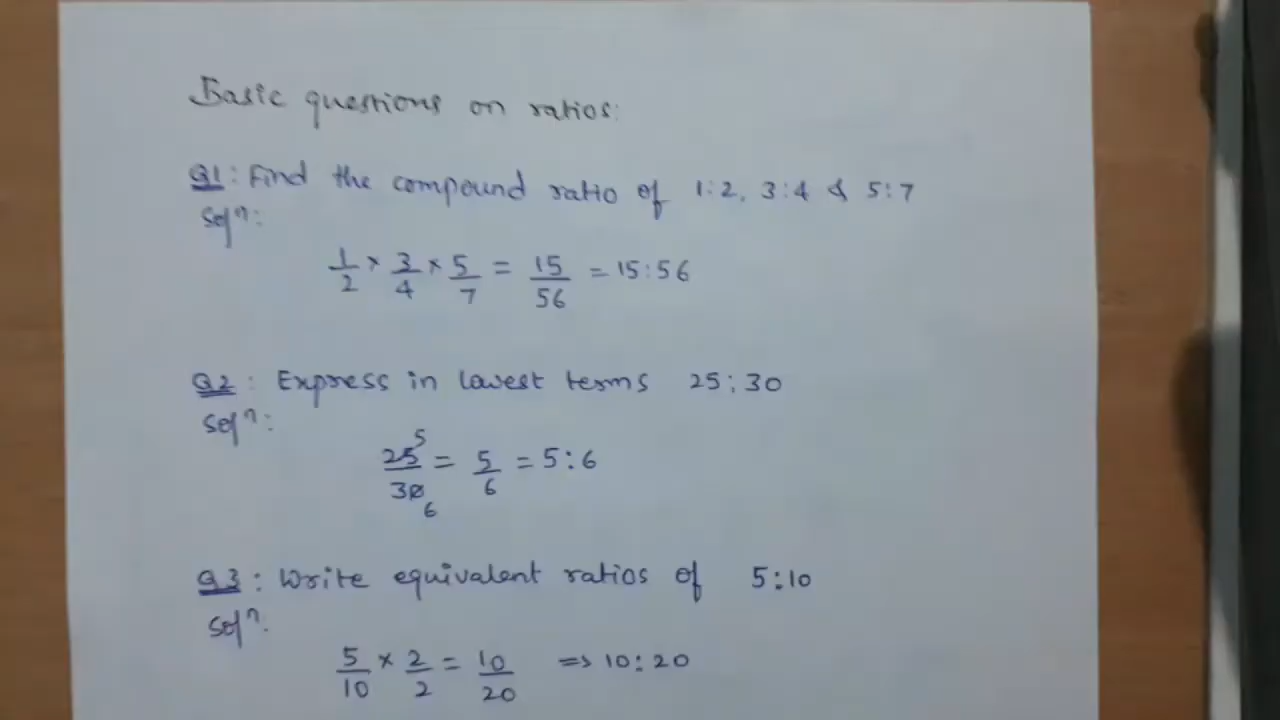 Basic questions on ratios:
Q1: Find the compound ratio of 1:2, 3:4 & 5:7
Solⁿ:
1/2 × 3/4 × 5/7 = 15/56 = 15:56
Q2: Express in lowest terms 25:30
Solⁿ:
25/30 5 6 = 5/6 = 5:6
Q3: Write equivalent ratios of 5:10
Solⁿ:
5/10 × 2/2 = 10/20 => 10:20